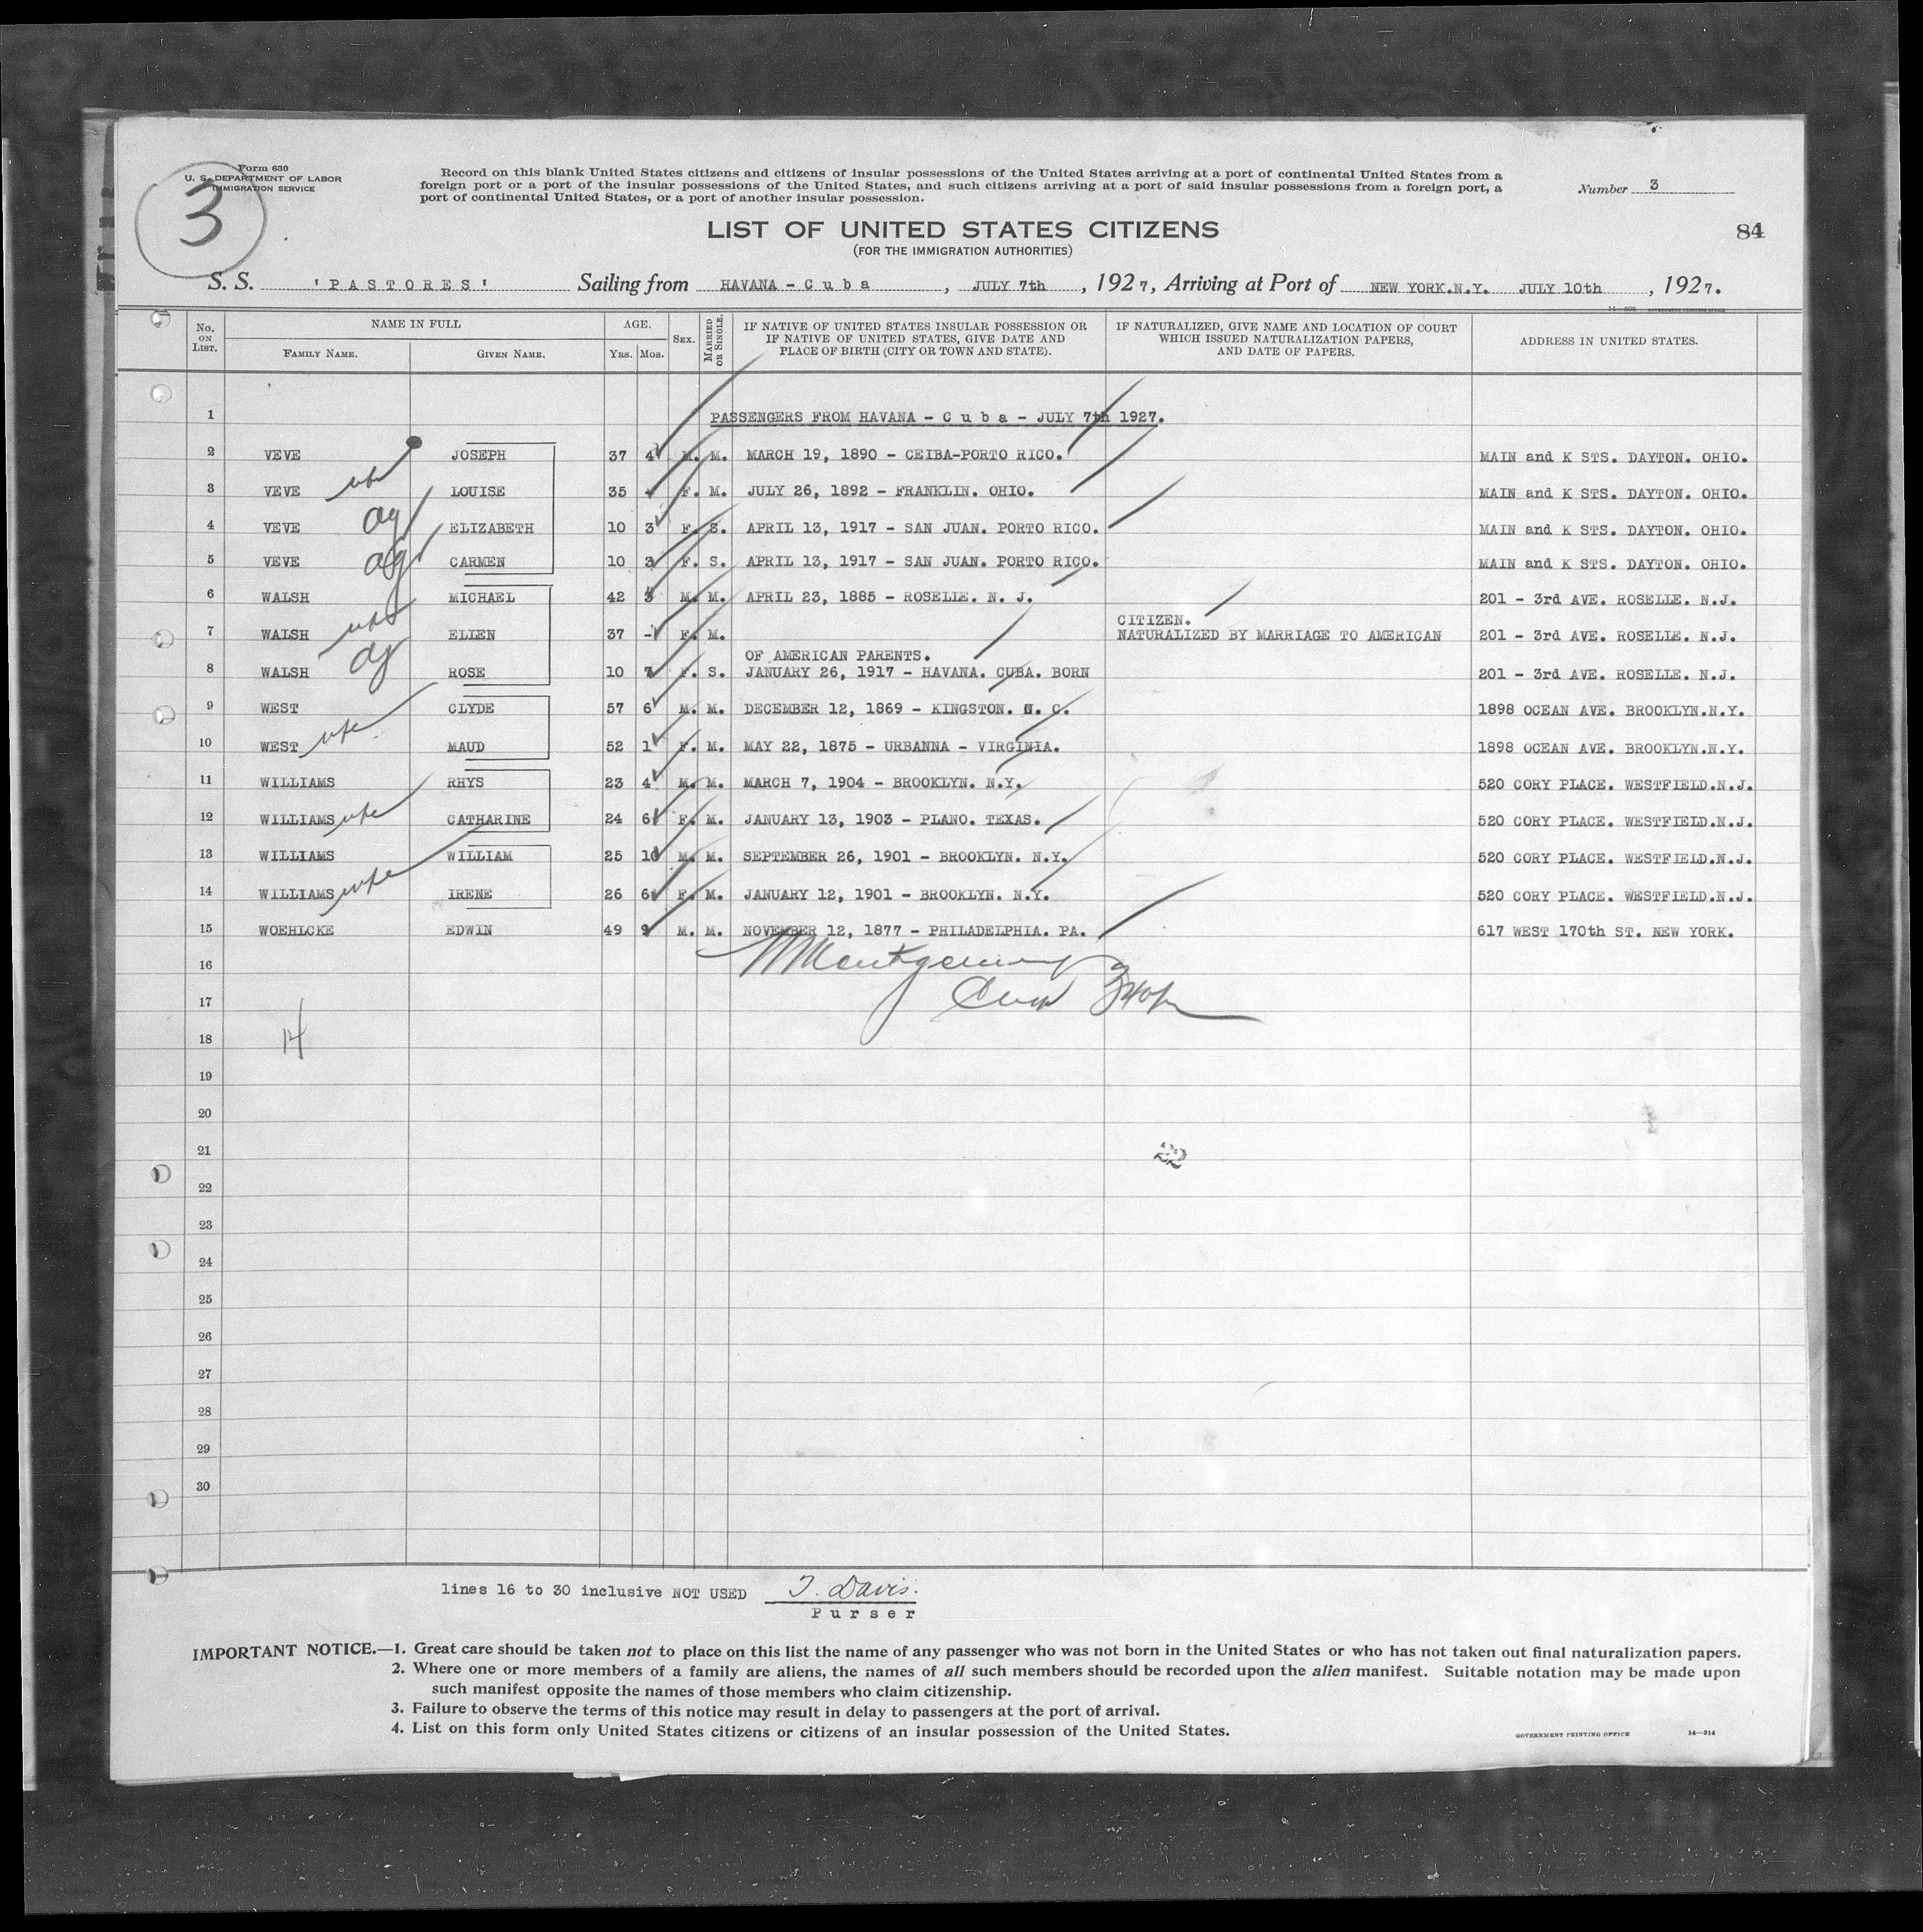 Form 630
U. S. DEPARTMENT OF LABOR
IMMIGRATION SERVICE
3
Record on this blank United States citizens and citizens of insular possessions of the United States arriving at a port of continental United States from a
foreign port or a port of the insular possessions of the United States, and such citizens arriving at a port of said insular possessions from a foreign port, a
port of continental United States, or a port of another insular possession.
Number 3
LIST OF UNITED STATES CITIZENS
(FOR THE IMMIGRATION AUTHORITIES)
84
S. S. 'PASTORES' Sailing from HAVANA - Cuba, JULY 7th, 1927, Arriving at Port of NEW YORK.N.Y. JULY 10th, 1927.
No. ON LIST. NAME IN FULL FAMILY NAME. GIVEN NAME. AGE. YRS. MOS. SEX. MARRIED OR SINGLE. IF NATIVE OF UNITED STATES INSULAR POSSESSION OR IF NATIVE OF UNITED STATES, GIVE DATE AND PLACE OF BIRTH (CITY OR TOWN AND STATE). IF NATURALIZED, GIVE NAME AND LOCATION OF COURT WHICH ISSUED NATURALIZATION PAPERS, AND DATE OF PAPERS. ADDRESS IN UNITED STATES.
1 PASSENGERS FROM HAVANA - Cuba - JULY 7th 1927.
2 VEVE JOSEPH 37 4 M. M. MARCH 19, 1890 - CEIBA-PORTO RICO. MAIN and K STS. DAYTON. OHIO.
3 VEVE LOUISE 35 - F. M. JULY 26, 1892 - FRANKLIN. OHIO. MAIN and K STS. DAYTON. OHIO.
4 VEVE ELIZABETH 10 3 F. S. APRIL 13, 1917 - SAN JUAN. PORTO RICO. MAIN and K STS. DAYTON. OHIO.
5 VEVE CARMEN 10 3 F. S. APRIL 13, 1917 - SAN JUAN. PORTO RICO. MAIN and K STS. DAYTON. OHIO.
6 WALSH MICHAEL 42 3 M. M. APRIL 23, 1885 - ROSELLE. N. J. 201 - 3rd AVE. ROSELLE. N.J.
CITIZEN.
7 WALSH ELLEN 37 - F. M. NATURALIZED BY MARRIAGE TO AMERICAN 201 - 3rd AVE. ROSELLE. N.J.
OF AMERICAN PARENTS.
8 WALSH ROSE 10 7 F. S. JANUARY 26, 1917 - HAVANA. CUBA. BORN 201 - 3rd AVE. ROSELLE. N.J.
9 WEST CLYDE 57 6 M. M. DECEMBER 12, 1869 - KINGSTON. N. C. 1898 OCEAN AVE. BROOKLYN.N.Y.
10 WEST MAUD 52 1 F. M. MAY 22, 1875 - URBANNA - VIRGINIA. 1898 OCEAN AVE. BROOKLYN.N.Y.
11 WILLIAMS RHYS 23 4 M. M. MARCH 7, 1904 - BROOKLYN. N.Y. 520 CORY PLACE. WESTFIELD.N.J.
12 WILLIAMS CATHARINE 24 6 F. M. JANUARY 13, 1903 - PLANO. TEXAS. 520 CORY PLACE. WESTFIELD.N.J.
13 WILLIAMS WILLIAM 25 10 M. M. SEPTEMBER 26, 1901 - BROOKLYN. N.Y. 520 CORY PLACE. WESTFIELD.N.J.
14 WILLIAMS IRENE 26 6 F. M. JANUARY 12, 1901 - BROOKLYN. N.Y. 520 CORY PLACE. WESTFIELD.N.J.
15 WOEHLCKE EDWIN 49 9 M. M. NOVEMBER 12, 1877 - PHILADELPHIA. PA. 617 WEST 170th ST. NEW YORK.
16
17
18 14
19
20
21 22
22
23
24
25
26
27
28
29
30
lines 16 to 30 inclusive NOT USED T. Davis.
Purser
IMPORTANT NOTICE.—1. Great care should be taken not to place on this list the name of any passenger who was not born in the United States or who has not taken out final naturalization papers.
2. Where one or more members of a family are aliens, the names of all such members should be recorded upon the alien manifest. Suitable notation may be made upon
such manifest opposite the names of those members who claim citizenship.
3. Failure to observe the terms of this notice may result in delay to passengers at the port of arrival.
4. List on this form only United States citizens or citizens of an insular possession of the United States.
GOVERNMENT PRINTING OFFICE 14—314